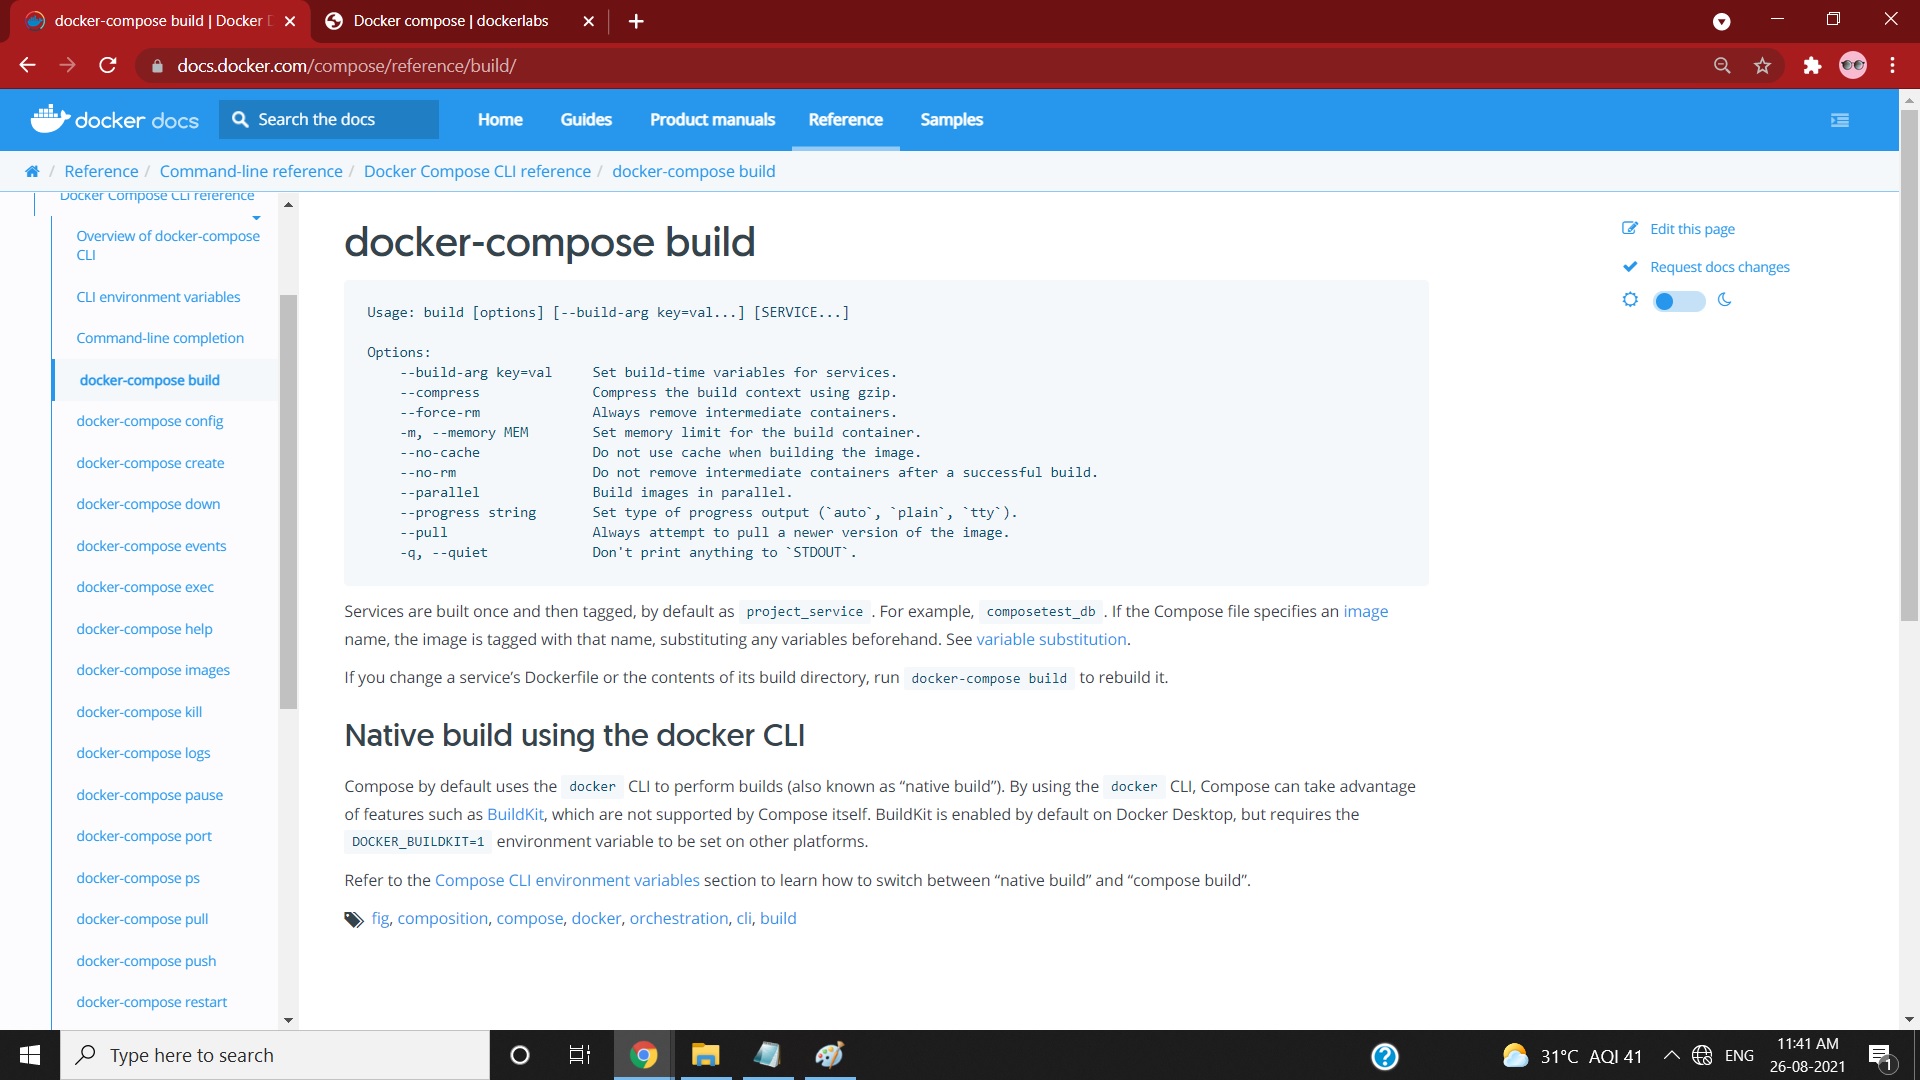 docker-compose build | Docker D
Docker compose | dockerlabs
docs.docker.com/compose/reference/build/
docker docs
Search the docs
Home
Guides
Product manuals
Reference
Samples
/ Reference / Command-line reference / Docker Compose CLI reference / docker-compose build
Docker Compose CLI reference
Overview of docker-compose
CLI
CLI environment variables
Command-line completion
docker-compose build
docker-compose config
docker-compose create
docker-compose down
docker-compose events
docker-compose exec
docker-compose help
docker-compose images
docker-compose kill
docker-compose logs
docker-compose pause
docker-compose port
docker-compose ps
docker-compose pull
docker-compose push
docker-compose restart
docker-compose build
Usage: build [options] [--build-arg key=val...] [SERVICE...]
Options:
--build-arg key=val     Set build-time variables for services.
--compress              Compress the build context using gzip.
--force-rm              Always remove intermediate containers.
-m, --memory MEM        Set memory limit for the build container.
--no-cache              Do not use cache when building the image.
--no-rm                 Do not remove intermediate containers after a successful build.
--parallel              Build images in parallel.
--progress string       Set type of progress output (`auto`, `plain`, `tty`).
--pull                  Always attempt to pull a newer version of the image.
-q, --quiet             Don't print anything to `STDOUT`.
Services are built once and then tagged, by default as project_service . For example, composetest_db . If the Compose file specifies an image
name, the image is tagged with that name, substituting any variables beforehand. See variable substitution.
If you change a service’s Dockerfile or the contents of its build directory, run docker-compose build to rebuild it.
Native build using the docker CLI
Compose by default uses the docker CLI to perform builds (also known as “native build”). By using the docker CLI, Compose can take advantage
of features such as BuildKit, which are not supported by Compose itself. BuildKit is enabled by default on Docker Desktop, but requires the
DOCKER_BUILDKIT=1 environment variable to be set on other platforms.
Refer to the Compose CLI environment variables section to learn how to switch between “native build” and “compose build”.
fig, composition, compose, docker, orchestration, cli, build
Edit this page
Request docs changes
Type here to search
31°C AQI 41
ENG
11:41 AM
26-08-2021
1